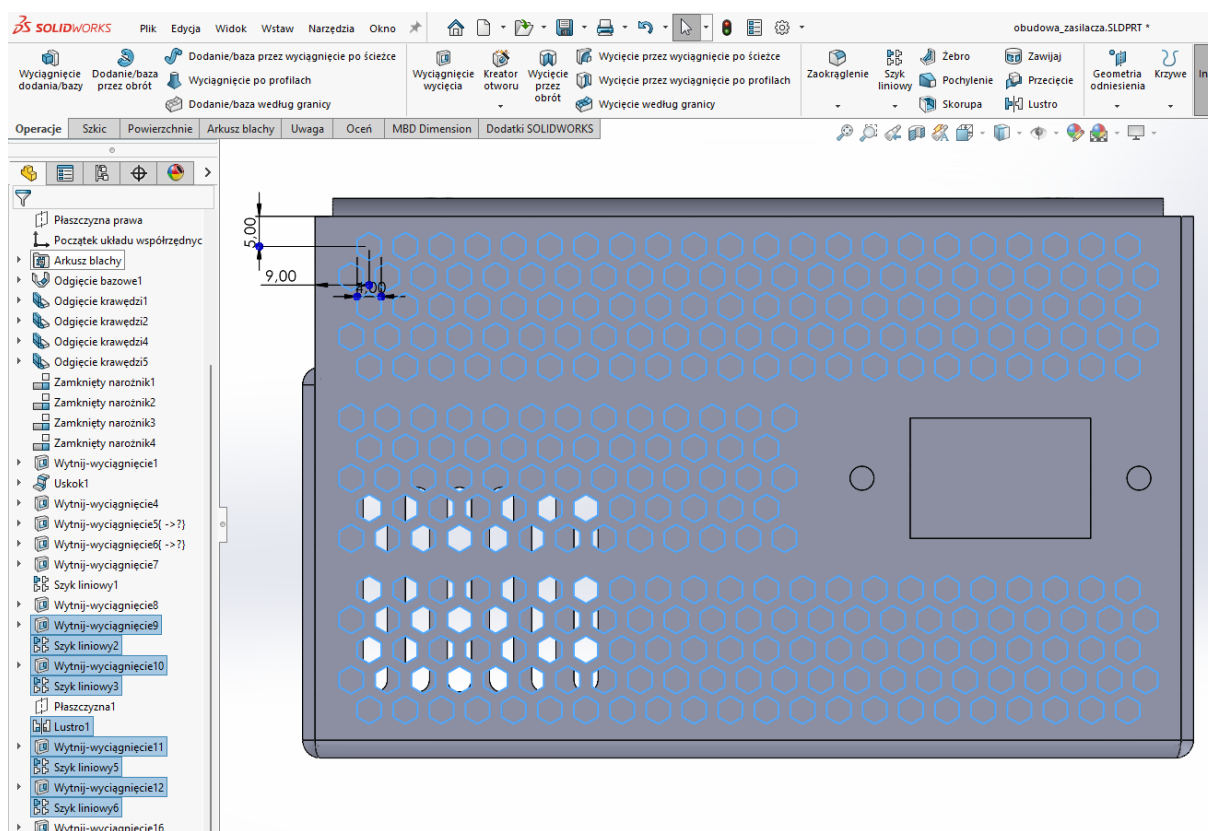 SOLIDWORKS Plik Edycja Widok Wstaw Narzędzia Okno obudowa_zasilacza.SLDPRT *
Wyciągnięcie dodania/bazy
Dodanie/baza przez obrót
Dodanie/baza przez wyciągnięcie po ścieżce
Wyciągnięcie po profilach
Dodanie/baza według granicy
Wyciągnięcie wycięcia
Kreator otworu
Wycięcie przez obrót
Wycięcie przez wyciągnięcie po ścieżce
Wycięcie przez wyciągnięcie po profilach
Wycięcie według granicy
Zaokrąglenie
Szyk liniowy
Żebro
Pochylenie
Skorupa
Zawijaj
Przecięcie
Lustro
Geometria odniesienia
Krzywe
In
Operacje Szkic Powierzchnie Arkusz blachy Uwaga Oceń MBD Dimension Dodatki SOLIDWORKS
Płaszczyzna prawa
Początek układu współrzędnyc
Arkusz blachy
Odgięcie bazowe1
Odgięcie krawędzi1
Odgięcie krawędzi2
Odgięcie krawędzi4
Odgięcie krawędzi5
Zamknięty narożnik1
Zamknięty narożnik2
Zamknięty narożnik3
Zamknięty narożnik4
Wytnij-wyciągnięcie1
Uskok1
Wytnij-wyciągnięcie4
Wytnij-wyciągnięcie5{ ->?}
Wytnij-wyciągnięcie6{ ->?}
Wytnij-wyciągnięcie7
Szyk liniowy1
Wytnij-wyciągnięcie8
Wytnij-wyciągnięcie9
Szyk liniowy2
Wytnij-wyciągnięcie10
Szyk liniowy3
Płaszczyzna1
Lustro1
Wytnij-wyciągnięcie11
Szyk liniowy5
Wytnij-wyciągnięcie12
Szyk liniowy6
Wytnij-wyciągnięcie16
5,00
9,00
4,00